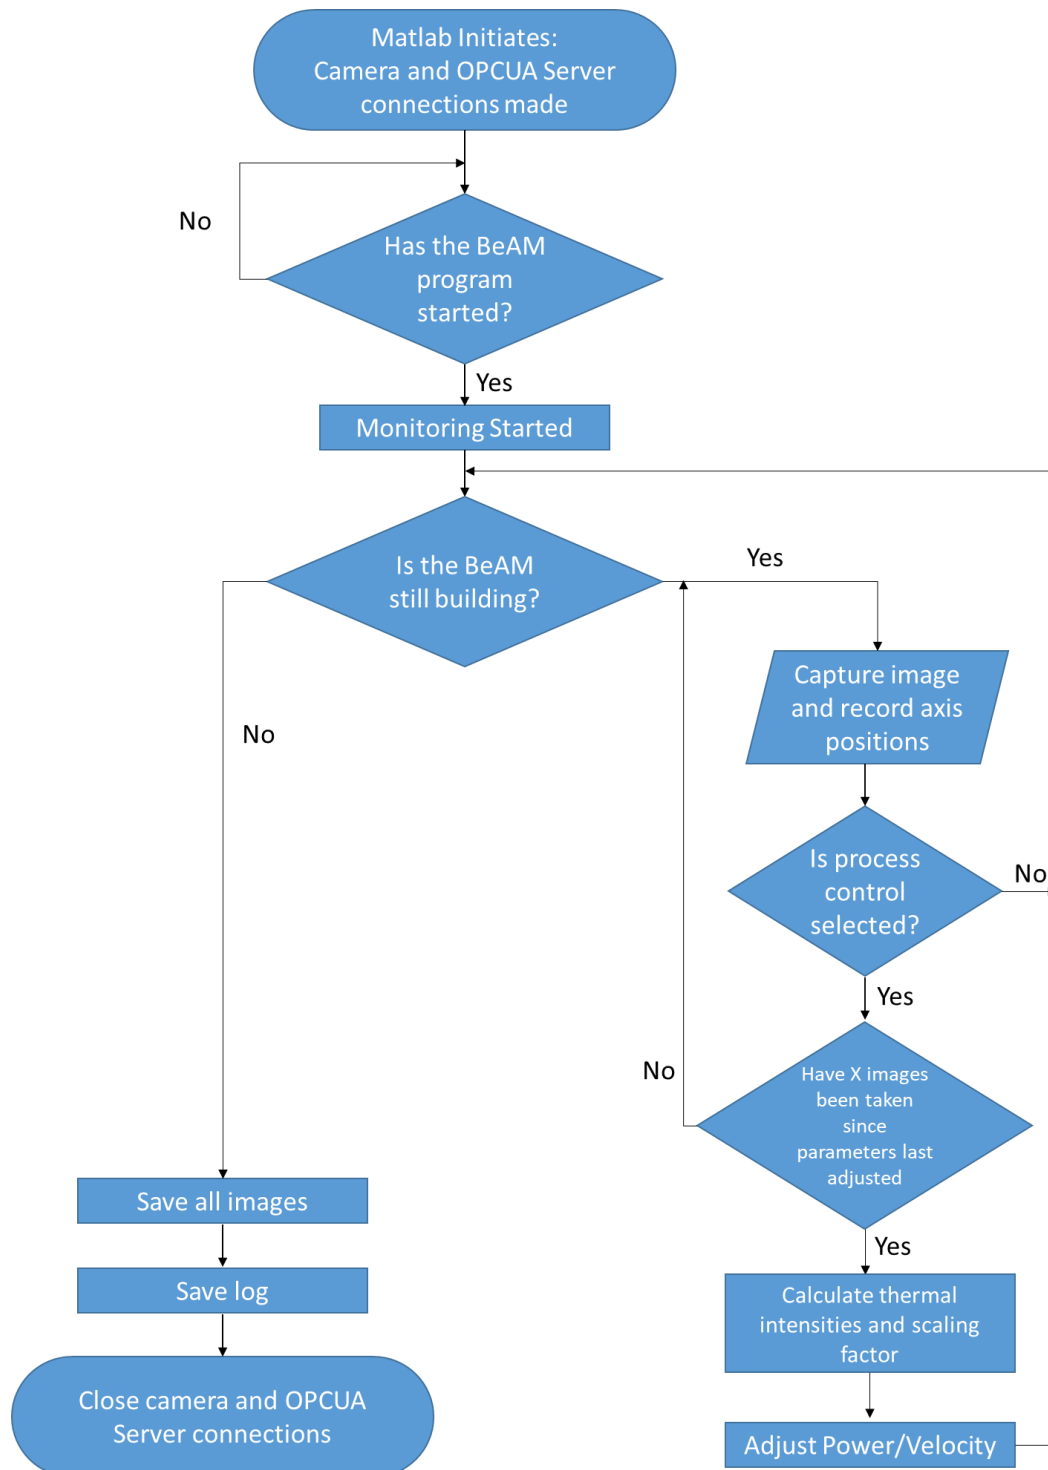 Matlab Initiates:
Camera and OPCUA Server
connections made
No
Has the BeAM
program
started?
Yes
Monitoring Started
Is the BeAM
still building?
Yes
No
Capture image
and record axis
positions
Is process
control
selected?
No
Yes
Have X images
been taken
since
parameters last
adjusted
No
Yes
Calculate thermal
intensities and scaling
factor
Adjust Power/Velocity
Save all images
Save log
Close camera and OPCUA
Server connections